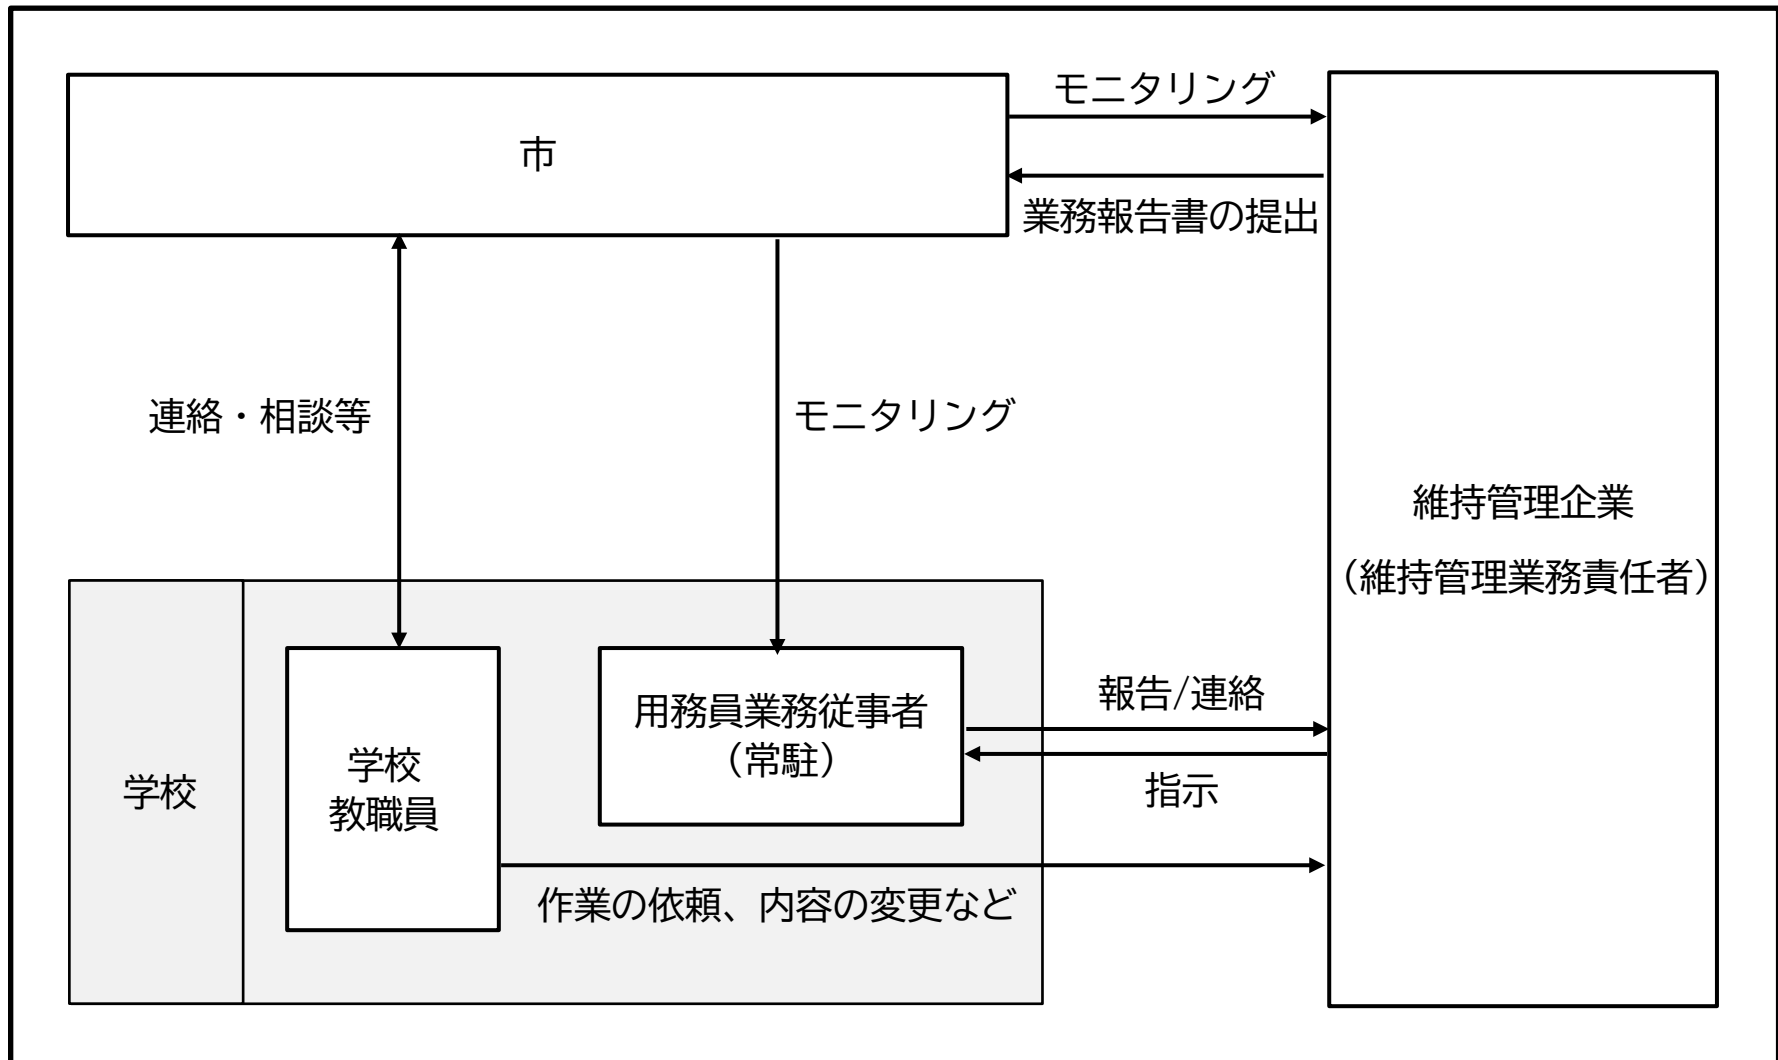 モニタリング
市
業務報告書の提出
連絡・相談等
モニタリング
維持管理企業
（維持管理業務責任者）
学校
学校
教職員
用務員業務従事者
（常駐）
報告/連絡
指示
作業の依頼、内容の変更など